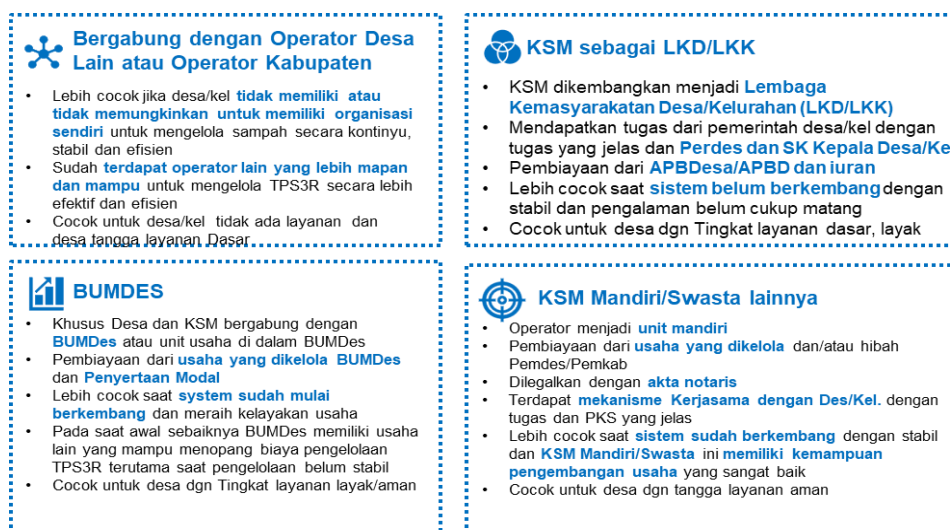 Bergabung dengan Operator Desa
Lain atau Operator Kabupaten
• Lebih cocok jika desa/kel tidak memiliki atau
tidak memungkinkan untuk memiliki organisasi
sendiri untuk mengelola sampah secara kontinyu,
stabil dan efisien
• Sudah terdapat operator lain yang lebih mapan
dan mampu untuk mengelola TPS3R secara lebih
efektif dan efisien
• Cocok untuk desa/kel tidak ada layanan dan
desa tangga layanan Dasar
KSM sebagai LKD/LKK
• KSM dikembangkan menjadi Lembaga
Kemasyarakatan Desa/Kelurahan (LKD/LKK)
• Mendapatkan tugas dari pemerintah desa/kel dengan
tugas yang jelas dan Perdes dan SK Kepala Desa/Ke
• Pembiayaan dari APBDesa/APBD dan iuran
• Lebih cocok saat sistem belum berkembang dengan
stabil dan pengalaman belum cukup matang
• Cocok untuk desa dgn Tingkat layanan dasar, layak
BUMDES
• Khusus Desa dan KSM bergabung dengan
BUMDes atau unit usaha di dalam BUMDes
• Pembiayaan dari usaha yang dikelola BUMDes
dan Penyertaan Modal
• Lebih cocok saat system sudah mulai
berkembang dan meraih kelayakan usaha
• Pada saat awal sebaiknya BUMDes memiliki usaha
lain yang mampu menopang biaya pengelolaan
TPS3R terutama saat pengelolaan belum stabil
• Cocok untuk desa dgn Tingkat layanan layak/aman
KSM Mandiri/Swasta lainnya
• Operator menjadi unit mandiri
• Pembiayaan dari usaha yang dikelola dan/atau hibah
Pemdes/Pemkab
• Dilegalkan dengan akta notaris
• Terdapat mekanisme Kerjasama dengan Des/Kel. dengan
tugas dan PKS yang jelas
• Lebih cocok saat sistem sudah berkembang dengan stabil
dan KSM Mandiri/Swasta ini memiliki kemampuan
pengembangan usaha yang sangat baik
• Cocok untuk desa dgn tangga layanan aman